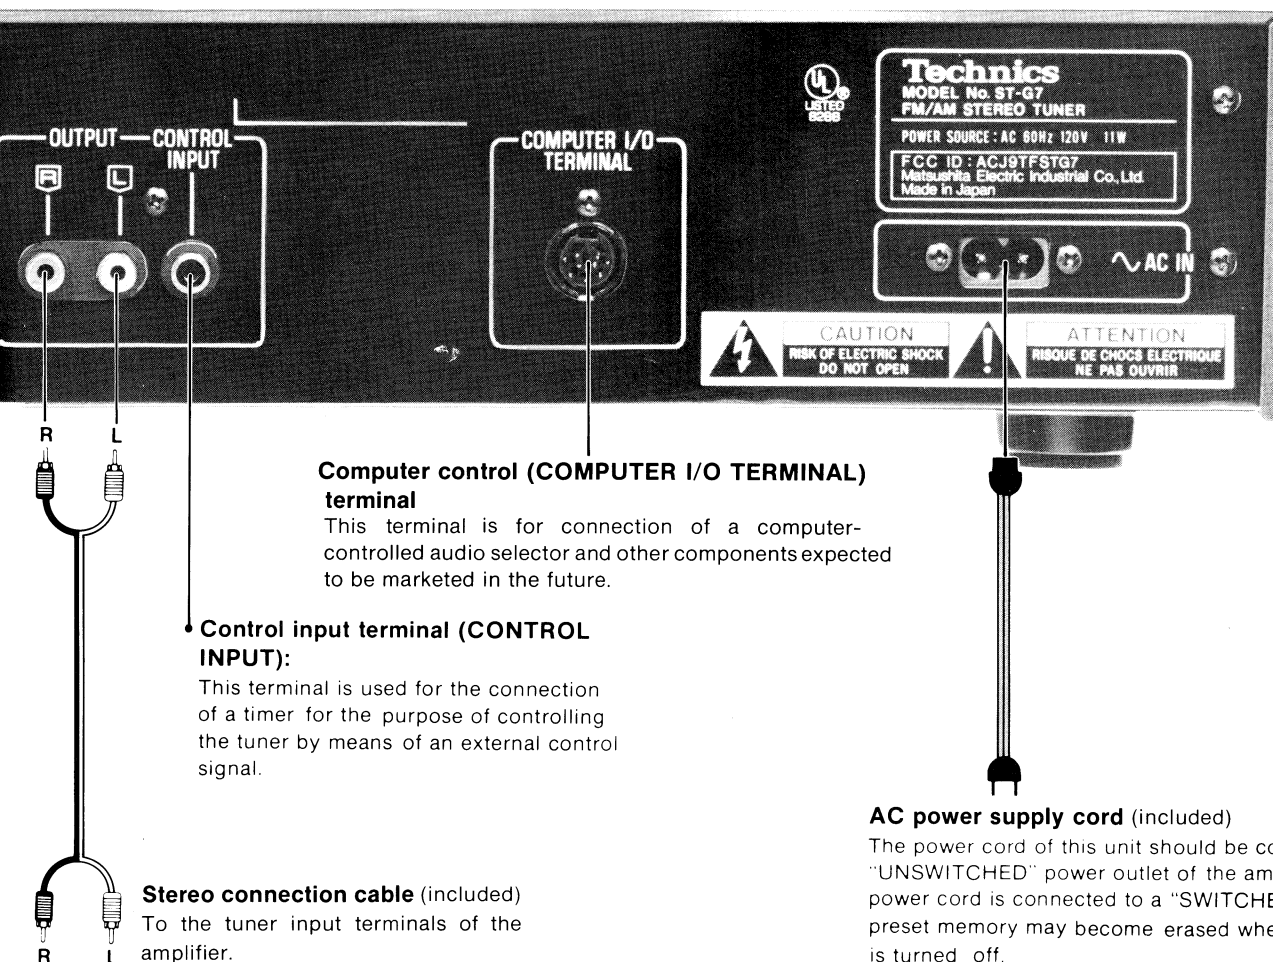 OUTPUT
CONTROL INPUT
R
L
COMPUTER I/O
TERMINAL
UL
®
LISTED
828B
Technics
MODEL No. ST-G7
FM/AM STEREO TUNER
POWER SOURCE: AC 60Hz 120V 11W
FCC ID : ACJ9TFSTG7
Matsushita Electric Industrial Co., Ltd.
Made in Japan
AC IN
CAUTION
RISK OF ELECTRIC SHOCK
DO NOT OPEN
ATTENTION
RISQUE DE CHOCS ELECTRIQUE
NE PAS OUVRIR
R
L
Computer control (COMPUTER I/O TERMINAL)
terminal
This terminal is for connection of a computer-
controlled audio selector and other components expected
to be marketed in the future.
Control input terminal (CONTROL
INPUT):
This terminal is used for the connection
of a timer for the purpose of controlling
the tuner by means of an external control
signal.
Stereo connection cable (included)
To the tuner input terminals of the
amplifier.
R
L
AC power supply cord (included)
The power cord of this unit should be co
"UNSWITCHED" power outlet of the am
power cord is connected to a "SWITCHE
preset memory may become erased whe
is turned off.